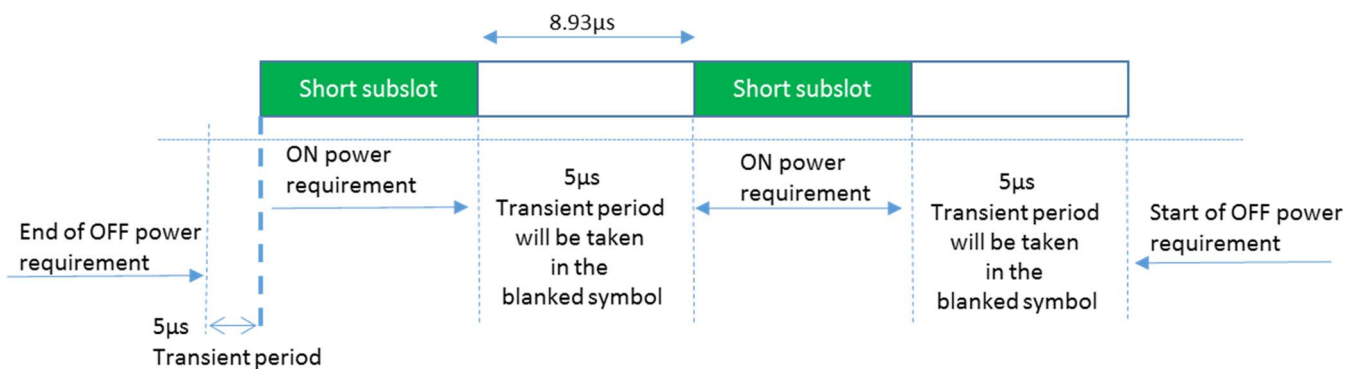 8.93µs
Short subslot
Short subslot
ON power
requirement
5µs
Transient period
will be taken
in the
blanked symbol
ON power
requirement
5µs
Transient period
will be taken
in the
blanked symbol
End of OFF power
requirement
Start of OFF power
requirement
5µs
Transient period